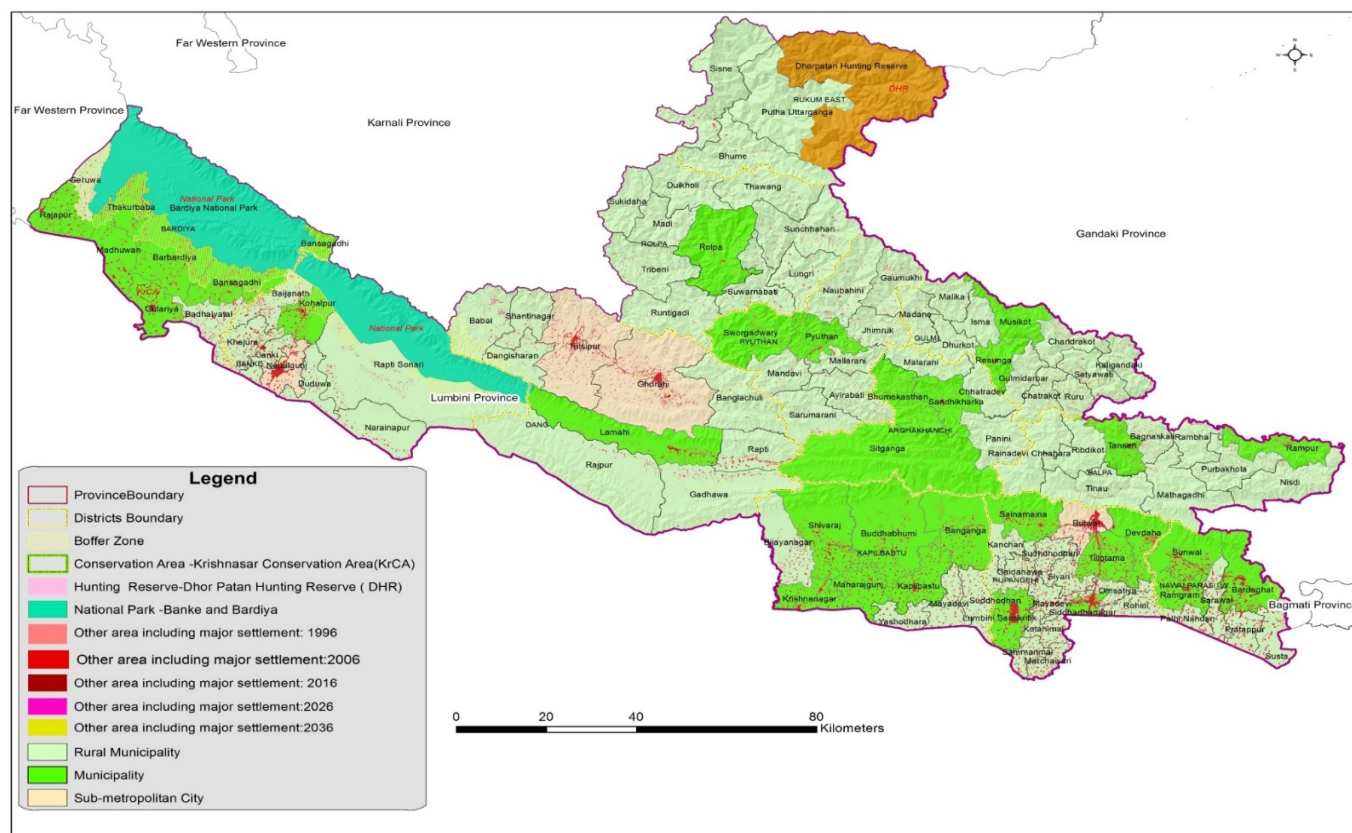 Far Western Province
Far Western Province
Karnali Province
Gandaki Province
Bagmati Province
Lumbini Province
N
W
E
S
Sisne
Dhorpatan Hunting Reserve
DHR
RUKUM EAST
Putha Uttarganga
Bhume
Duikholi
Thawang
Sukidaha
Madi
Rolpa
Sunchhahari
ROLPA
Tribeni
Lungri
Suwarnabati
Runtigadi
Geruwa
Rajapur
Thakurbaba
National Park
Bardiya National Park
BARDIYA
Madhuwan
Barbardiya
Bansagadhi
Bansagadhi
KrCA
Gulariya
Badhaiyatal
Baijanath
Kohalpur
National Park
Khajura
Janki
BANKE
Nepalgunj
Duduwa
Rapti Sonari
Narainapur
Babai
Shantinagar
Dangisharan
Tulsipur
Ghorahi
DANG
Lamahi
Rajpur
Gadhawa
Rapti
Banglachuli
Naubahini
Gaumukhi
Sworgadwary
PYUTHAN
Pyuthan
Jhimruk
Mallarani
Mandavi
Ayirabati
Sarumarani
Madane
Malika
Isma
Musikot
GULMI
Dhurkot
Chandrakot
Malarani
Resunga
Kaligandaki
Satyawati
Gulmidarbar
Chatrakot
Ruru
Chhatradev
Bhumekasthan
Sandhikharka
ARGHAKHANCHI
Sitganga
Panini
Rainadevi Chhahara
Ribdikot
Tansen
Bagnaskali
Rambha
Rampur
PALPA
Purbakhola
Nisdi
Tinau
Mathagadhi
Bijayanagar
Shivaraj
Buddhabhumi
Banganga
KAPILBASTU
Maharajgunj
Kapilbastu
Krishnanagar
Yashodhara
Mayadevi
Suddhodhan
Sainamaina
Butwal
Devdaha
Kanchan
Sudhdhodhan
Tilotama
Gaidahawa
RUPANDEHI
Siyari
Omsatiya
Mayadevi
Siddharthanagar
Rohini
Lumbini Sanskritik
Kotahimai
Sammarimai
Marchawari
Sunwal
NAWALPARASI_W
Bardaghat
Ramgram
Sarawal
Palhi Nandan
Pratappur
Susta
Legend
ProvinceBoundary
Districts Boundary
Boffer Zone
Conservation Area -Krishnasar Conservation Area(KrCA)
Hunting Reserve-Dhor Patan Hunting Reserve ( DHR)
National Park -Banke and Bardiya
Other area including major settlement: 1996
Other area including major settlement:2006
Other area including major settlement: 2016
Other area including major settlement:2026
Other area including major settlement:2036
Rural Municipality
Municipality
Sub-metropolitan City
0 20 40 80
Kilometers